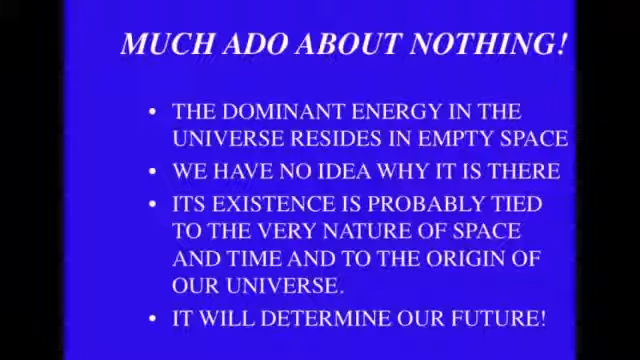 MUCH ADO ABOUT NOTHING!
• THE DOMINANT ENERGY IN THE
UNIVERSE RESIDES IN EMPTY SPACE
• WE HAVE NO IDEA WHY IT IS THERE
• ITS EXISTENCE IS PROBABLY TIED
TO THE VERY NATURE OF SPACE
AND TIME AND TO THE ORIGIN OF
OUR UNIVERSE.
• IT WILL DETERMINE OUR FUTURE!